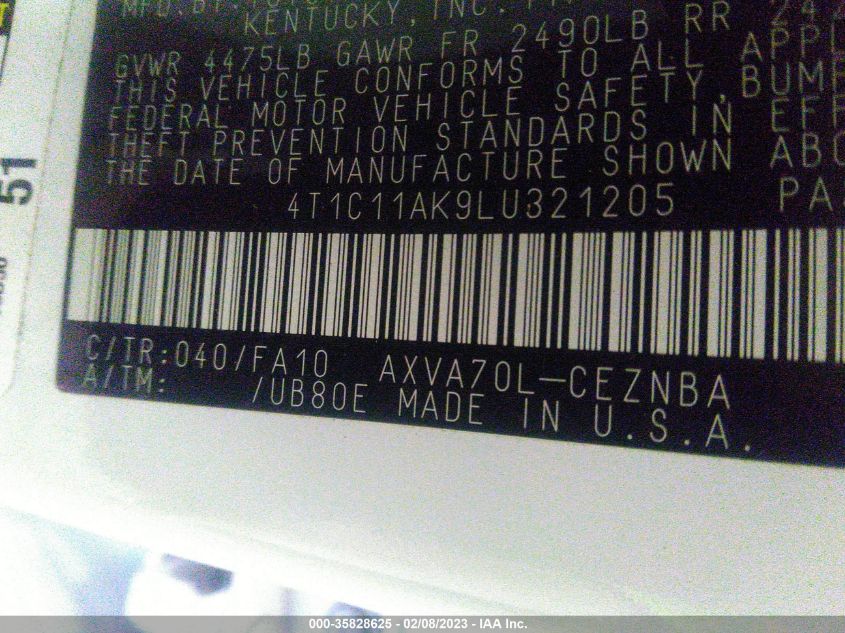 KENTUCKY, INC.
GVWR 4475LB GAWR FR 2490LB RR
THIS VEHICLE CONFORMS TO ALL APPL
FEDERAL MOTOR VEHICLE SAFETY, BUMP
THEFT PREVENTION STANDARDS IN EFF
THE DATE OF MANUFACTURE SHOWN ABO
4T1C11AK9LU321205 PA
C/TR:040/FA10 AXVA70L-CEZNBA
A/TM: /UB80E MADE IN U.S.A.
51
000-35828625 - 02/08/2023 - IAA Inc.